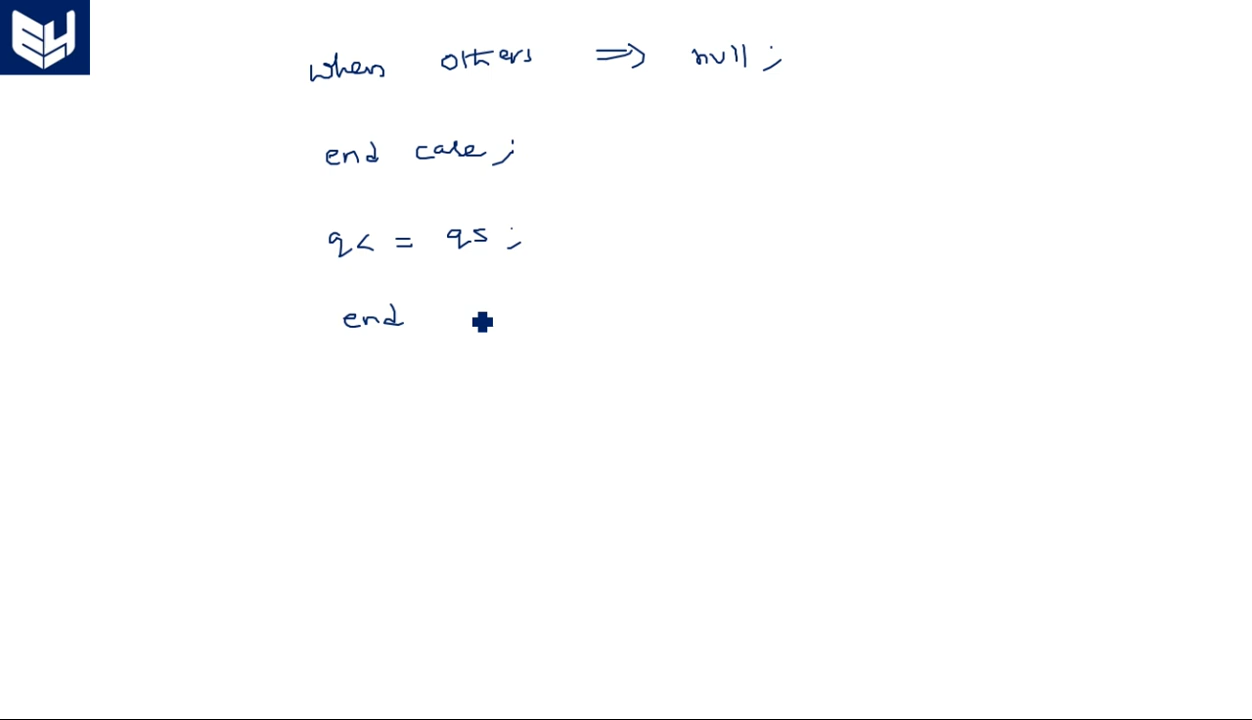 when others => null;
end case;
q< = qs;
end